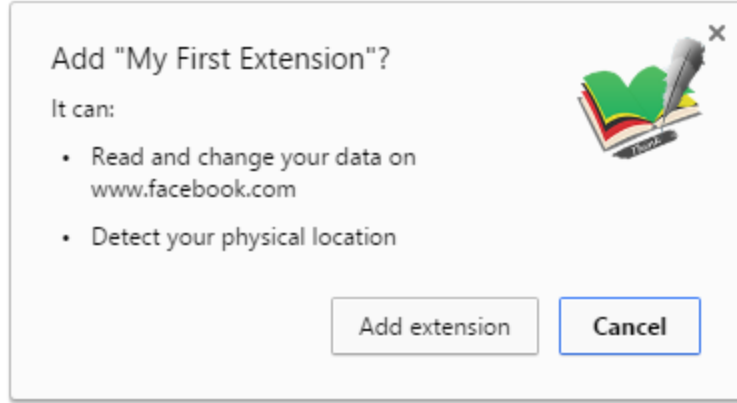 Add "My First Extension"?
It can:
• Read and change your data on
www.facebook.com
• Detect your physical location
Think
Add extension
Cancel